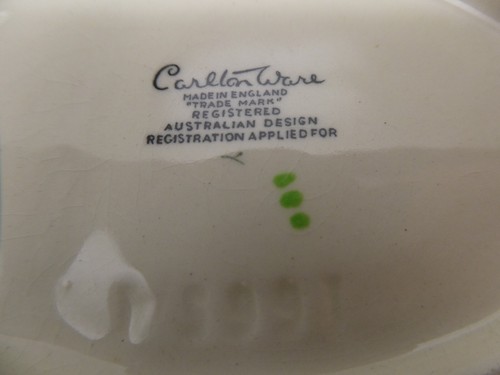 Carlton Ware
MADE IN ENGLAND
"TRADE MARK"
REGISTERED
AUSTRALIAN DESIGN
REGISTRATION APPLIED FOR